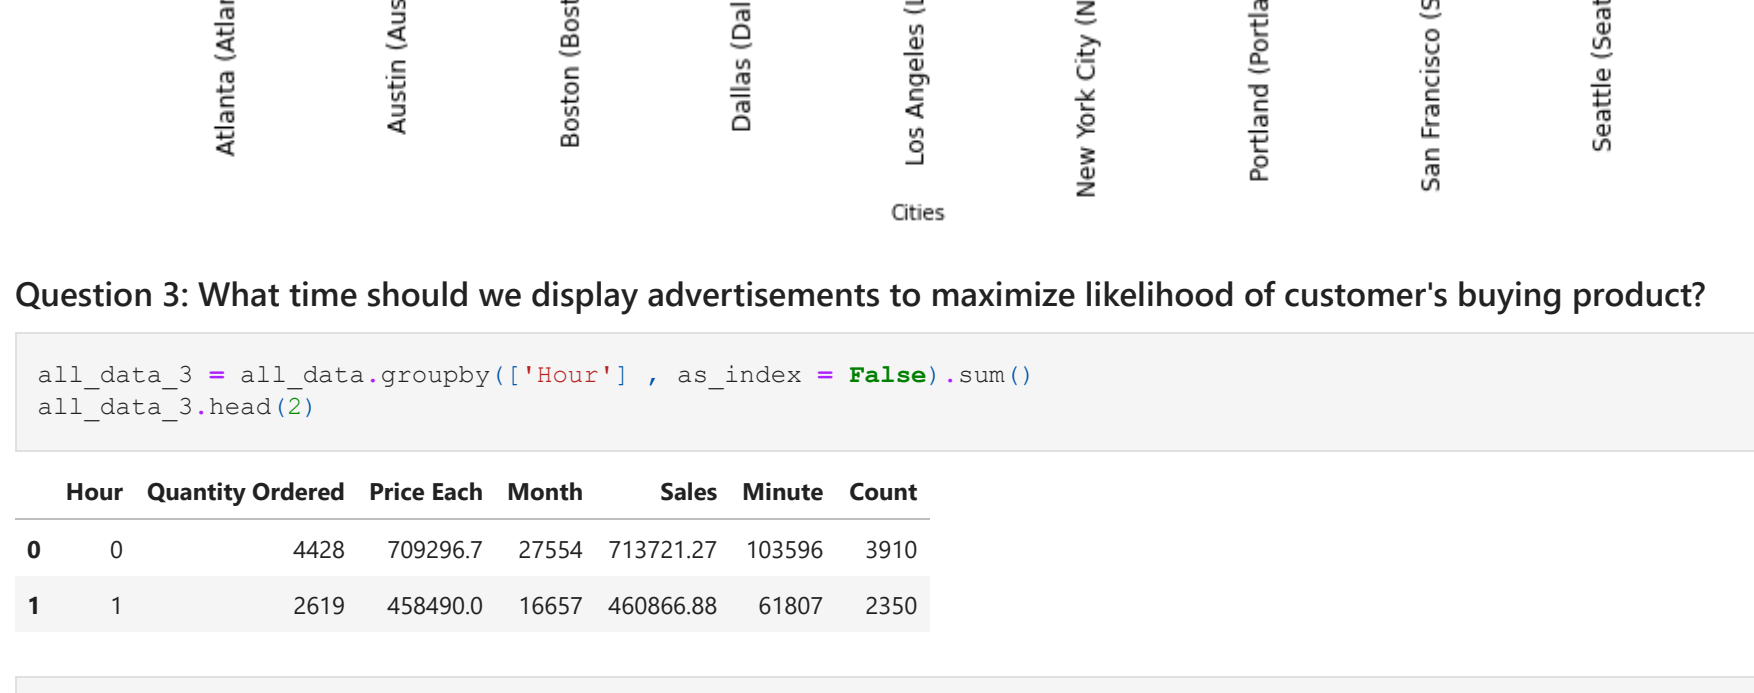 Atlanta (Atlan
Austin (Aus
Boston (Bost
Dallas (Dal
Los Angeles (L
New York City (N
Portland (Portla
San Francisco (S
Seattle (Seat
Cities
Question 3: What time should we display advertisements to maximize likelihood of customer's buying product?
all_data_3 = all_data.groupby(['Hour'] , as_index = False).sum()
all_data_3.head(2)
Hour Quantity Ordered Price Each Month Sales Minute Count
0 0 4428 709296.7 27554 713721.27 103596 3910
1 1 2619 458490.0 16657 460866.88 61807 2350